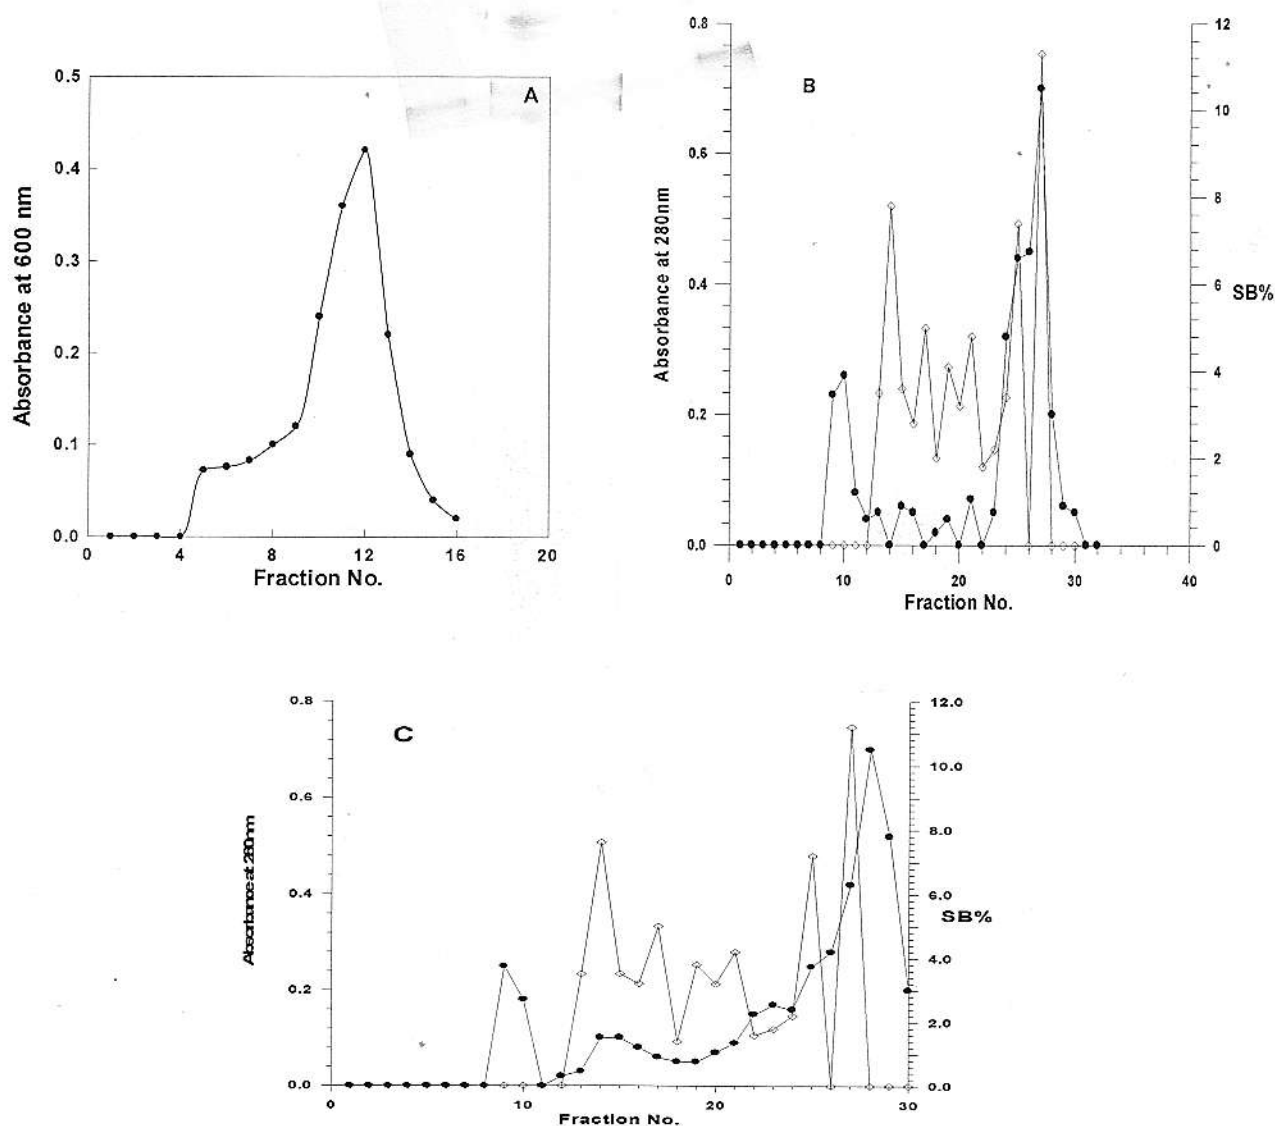 A
Absorbance at 600 nm
0.5
0.4
0.3
0.2
0.1
0.0
0 4 8 12 16 20
Fraction No.
B
Absorbance at 280nm
0.8
0.6
0.4
0.2
0.0
12
10
8
6
4
2
0
SB%
0 10 20 30 40
Fraction No.
C
Absorbance at 280nm
0.8
0.6
0.4
0.2
0.0
12.0
10.0
8.0
6.0
4.0
2.0
0.0
SB%
0 10 20 30
Fraction No.